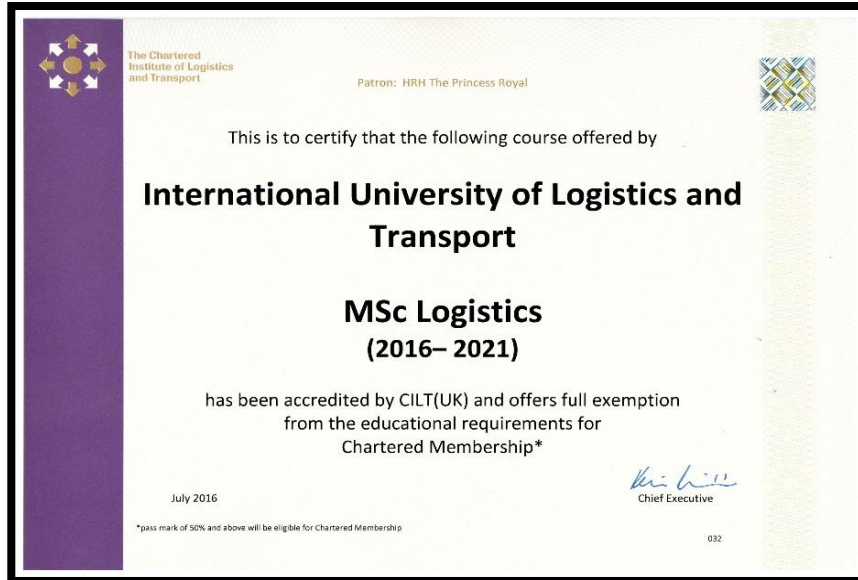 The Chartered
Institute of Logistics
and Transport
Patron: HRH The Princess Royal
This is to certify that the following course offered by
International University of Logistics and
Transport
MSc Logistics
(2016– 2021)
has been accredited by CILT(UK) and offers full exemption
from the educational requirements for
Chartered Membership*
July 2016
Chief Executive
*pass mark of 50% and above will be eligible for Chartered Membership
032